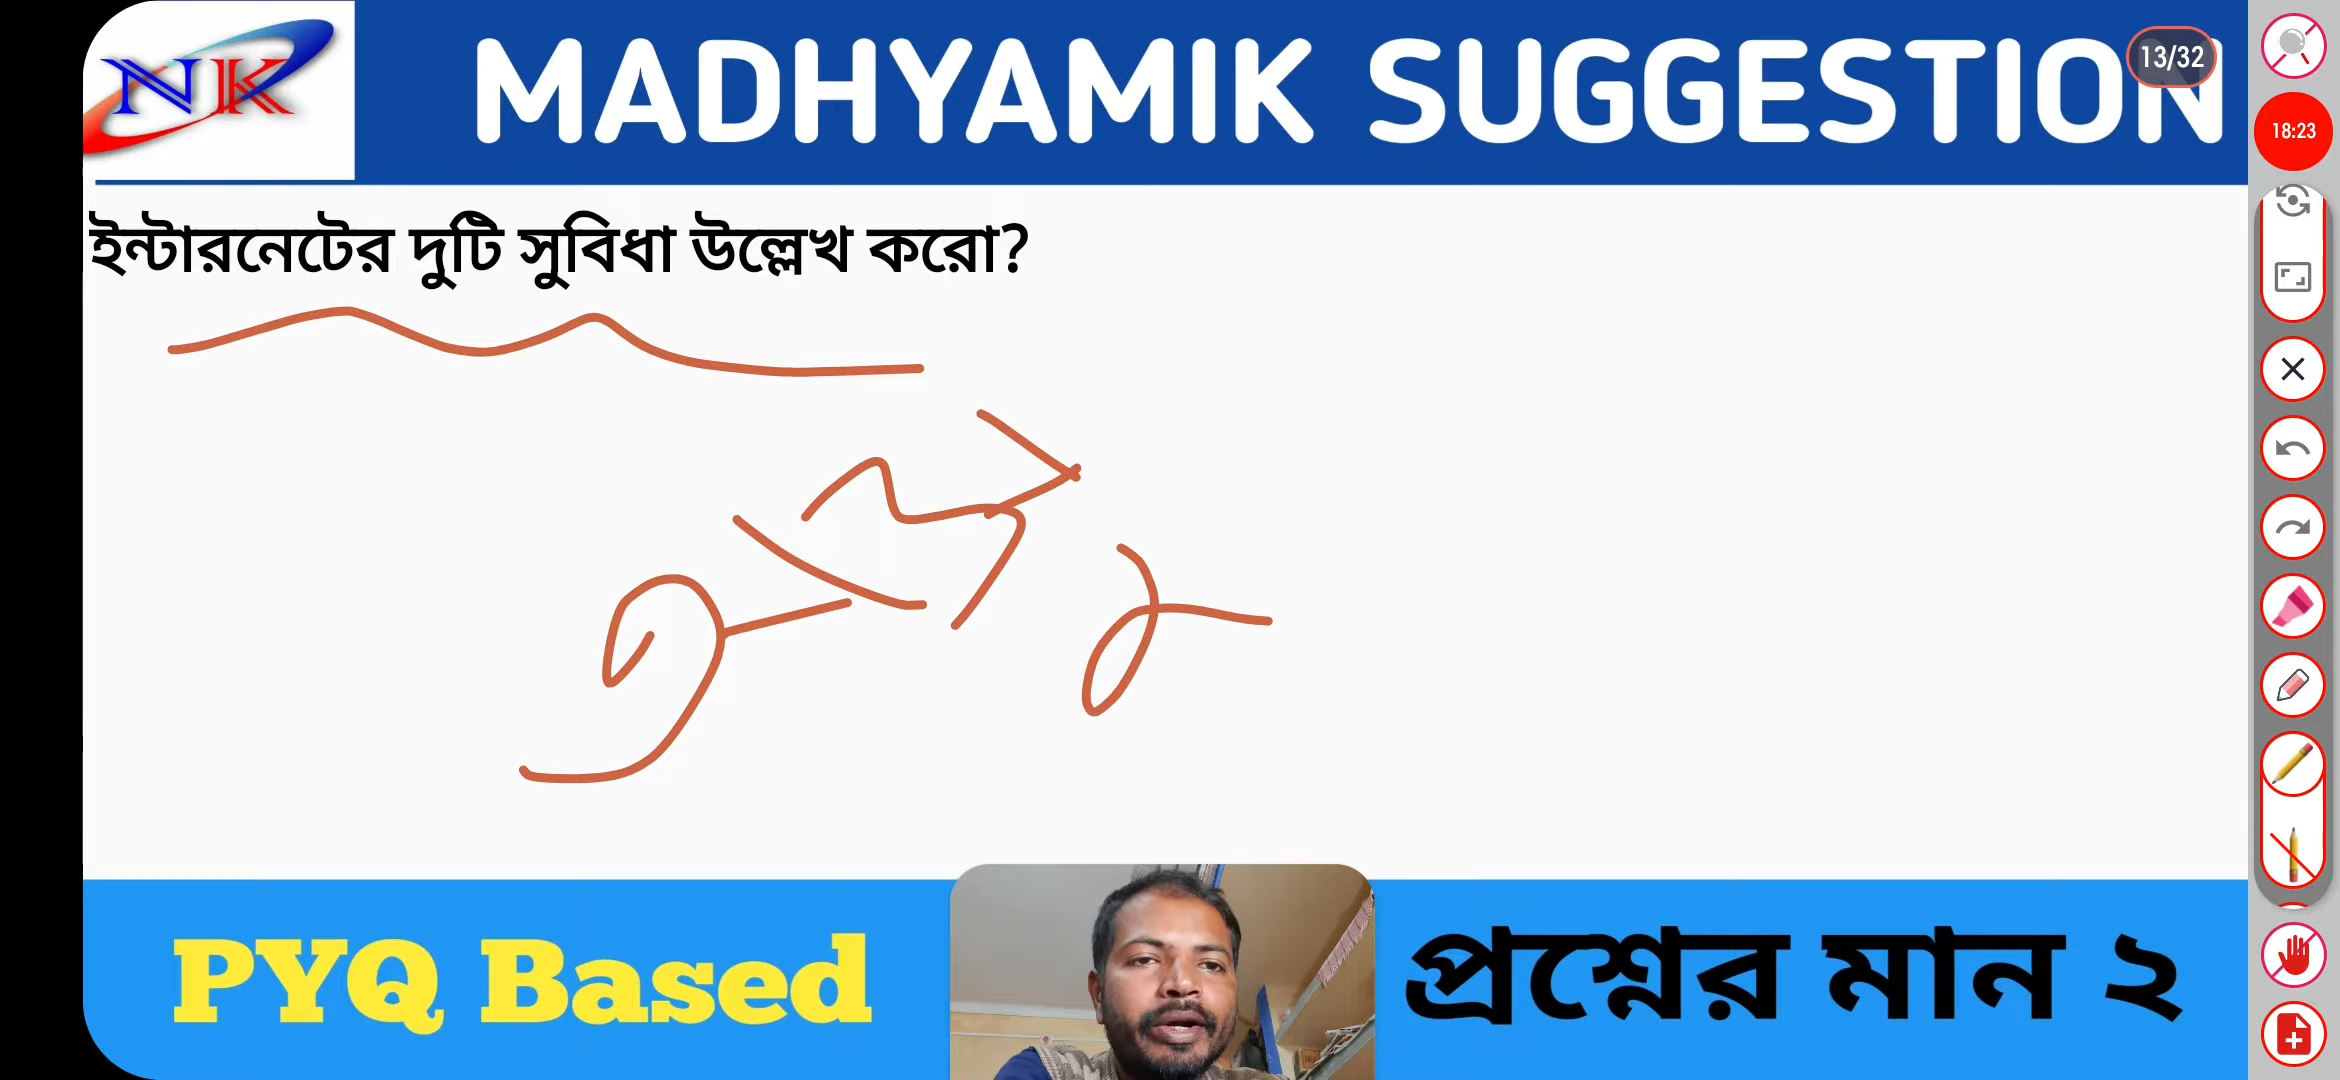 NK
MADHYAMIK SUGGESTION
13/32
18:23
ইন্টারনেটের দুটি সুবিধা উল্লেখ করো?
PYQ Based
প্রশ্নের মান ২